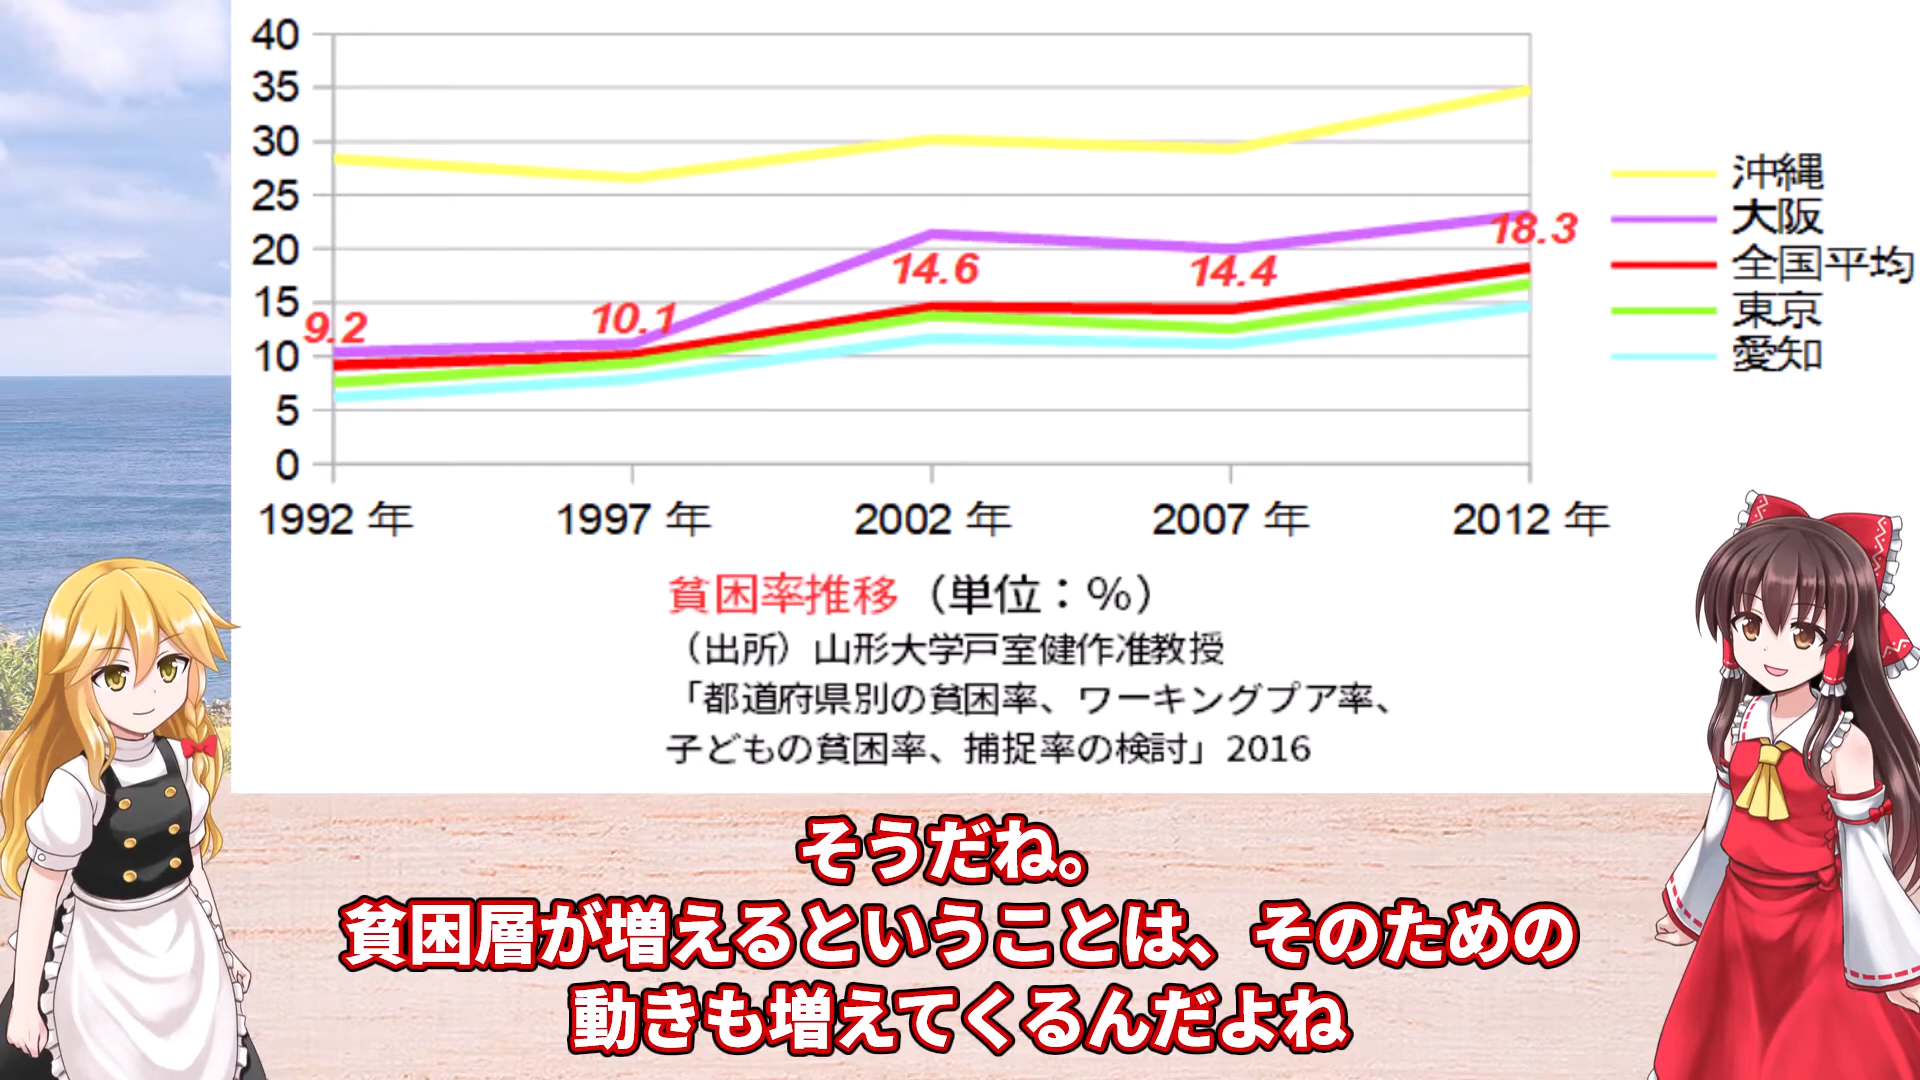 40
35
30
25
20
15
10
5
0
9.2
10.1
14.6
14.4
18.3
1992 年
1997 年
2002 年
2007 年
2012 年
沖縄
大阪
全国平均
東京
愛知
貧困率推移（単位：％）
（出所）山形大学戸室健作准教授
「都道府県別の貧困率、ワーキングプア率、
子どもの貧困率、捕捉率の検討」2016
そうだね。
貧困層が増えるということは、そのための
動きも増えてくるんだよね